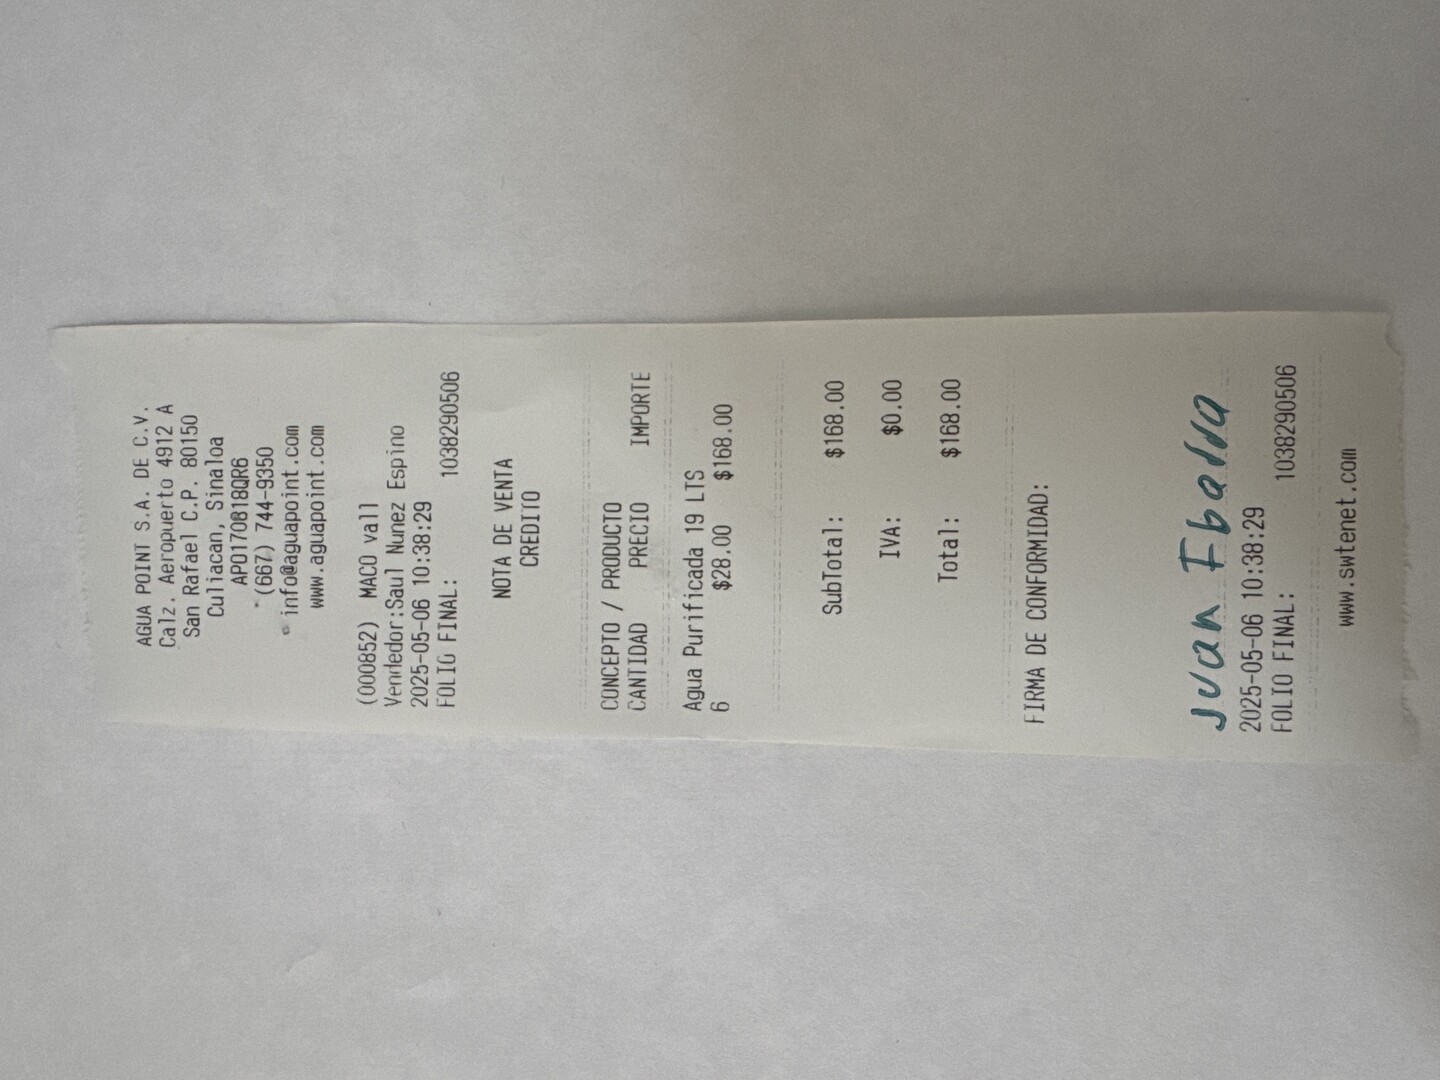 AGUA POINT S.A. DE C.V.
Calz. Aeropuerto 4912 A
San Rafael C.P. 80150
Culiacan, Sinaloa
APO170818QR6
(667) 744-9350
info@aguapoint.com
www.aguapoint.com
(000852) MACO vall
Vendedor:Saul Nunez Espino
2025-05-06 10:38:29
FOLIO FINAL: 1038290506
NOTA DE VENTA
CREDITO
CONCEPTO / PRODUCTO
CANTIDAD PRECIO IMPORTE
Agua Purificada 19 LTS
6 $28.00 $168.00
SubTotal: $168.00
IVA: $0.00
Total: $168.00
FIRMA DE CONFORMIDAD:
Juan Ibarra
2025-05-06 10:38:29
FOLIO FINAL: 1038290506
www.swtenet.com